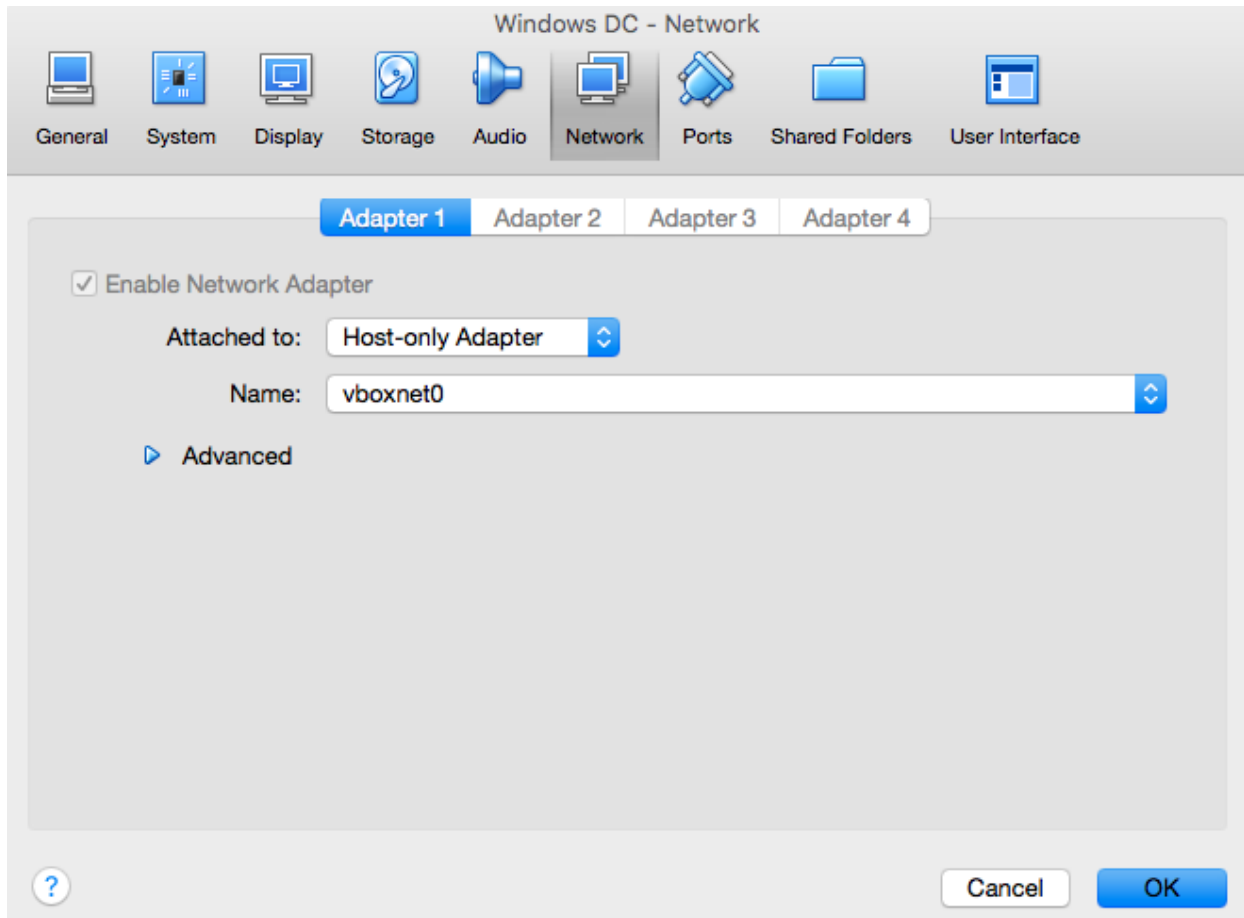 Windows DC - Network
General System Display Storage Audio Network Ports Shared Folders User Interface
Adapter 1 Adapter 2 Adapter 3 Adapter 4
Enable Network Adapter
Attached to: Host-only Adapter
Name: vboxnet0
Advanced
? Cancel OK